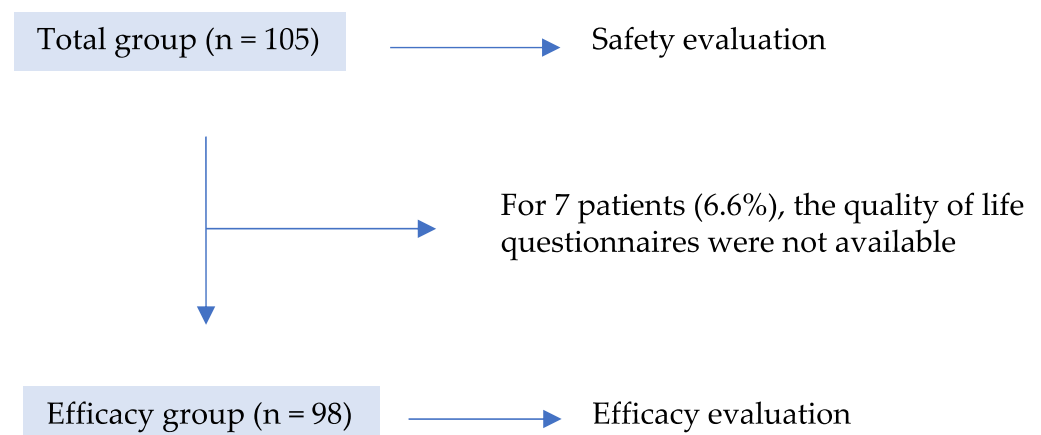 Total group (n = 105)
Safety evaluation
For 7 patients (6.6%), the quality of life
questionnaires were not available
Efficacy group (n = 98)
Efficacy evaluation